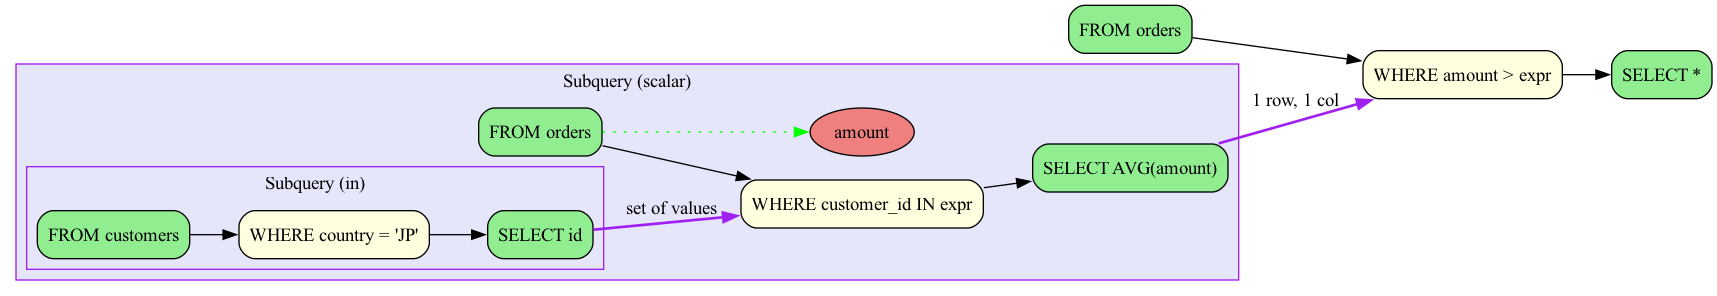 FROM orders
WHERE amount > expr
SELECT *
1 row, 1 col
Subquery (scalar)
FROM orders
amount
SELECT AVG(amount)
WHERE customer_id IN expr
set of values
Subquery (in)
FROM customers
WHERE country = 'JP'
SELECT id